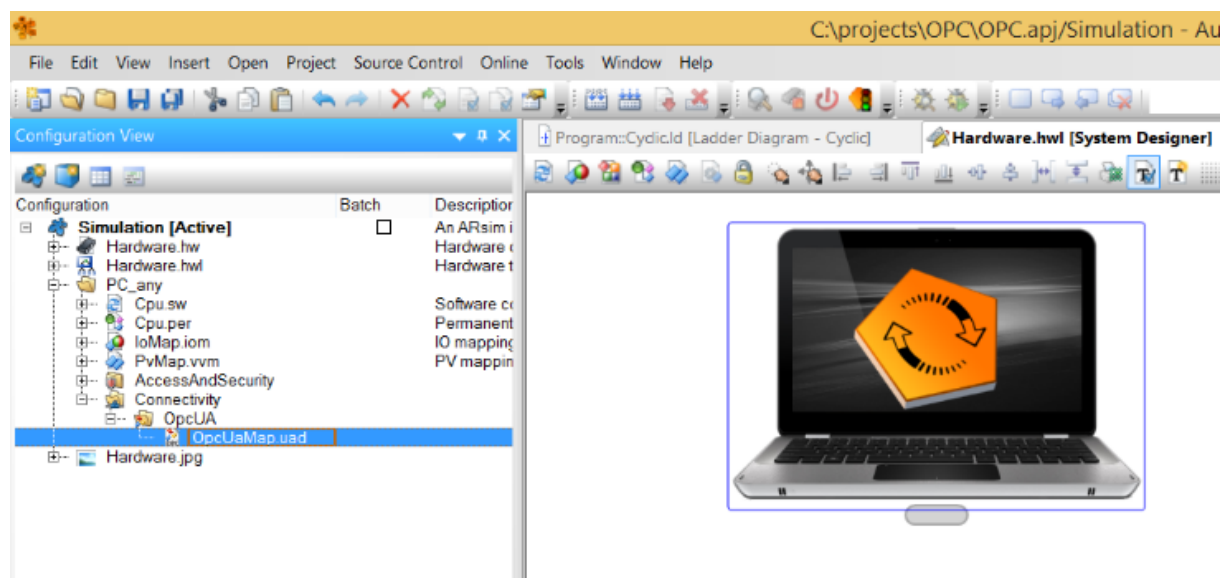 C:\projects\OPC\OPC.apj/Simulation - Au
File Edit View Insert Open Project Source Control Online Tools Window Help
Configuration View
Program::Cyclic.ld [Ladder Diagram - Cyclic]
Hardware.hwl [System Designer]
Configuration Batch Description
Simulation [Active] An ARsim i
Hardware.hw Hardware c
Hardware.hwl Hardware t
PC_any
Cpu.sw Software co
Cpu.per Permanent
IoMap.iom IO mapping
PvMap.vvm PV mappin
AccessAndSecurity
Connectivity
OpcUA
OpcUaMap.uad
Hardware.jpg